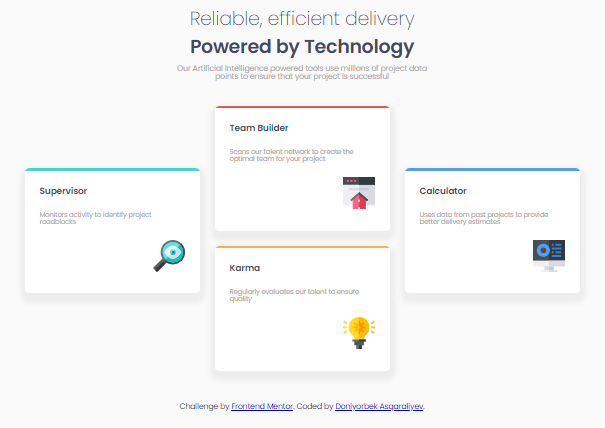 Reliable, efficient delivery
Powered by Technology
Our Artificial Intelligence powered tools use millions of project data
points to ensure that your project is successful
Team Builder
Scans our talent network to create the
optimal team for your project
Supervisor
Monitors activity to identify project
roadblocks
Calculator
Uses data from past projects to provide
better delivery estimates
Karma
Regularly evaluates our talent to ensure
quality
Challenge by Frontend Mentor. Coded by Doniyorbek Asqaraliyev.